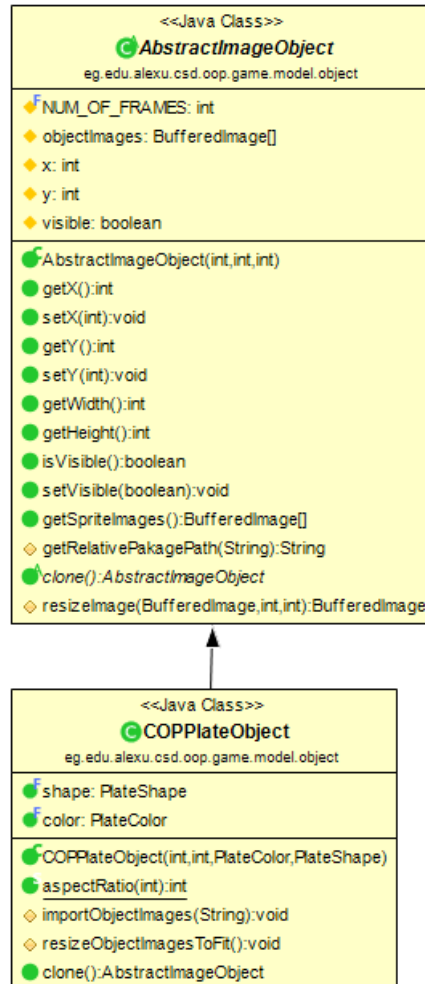 <<Java Class>>
AbstractImageObject
eg.edu.alexu.csd.oop.game.model.object
NUM_OF_FRAMES: int
objectImages: BufferedImage[]
x: int
y: int
visible: boolean
AbstractImageObject(int,int,int)
getX():int
setX(int):void
getY():int
setY(int):void
getWidth():int
getHeight():int
isVisible():boolean
setVisible(boolean):void
getSpriteImages():BufferedImage[]
getRelativePakagePath(String):String
clone():AbstractImageObject
resizeImage(BufferedImage,int,int):BufferedImage
<<Java Class>>
COPPlateObject
eg.edu.alexu.csd.oop.game.model.object
shape: PlateShape
color: PlateColor
COPPlateObject(int,int,PlateColor,PlateShape)
aspectRatio(int):int
importObjectImages(String):void
resizeObjectImagesToFit():void
clone():AbstractImageObject